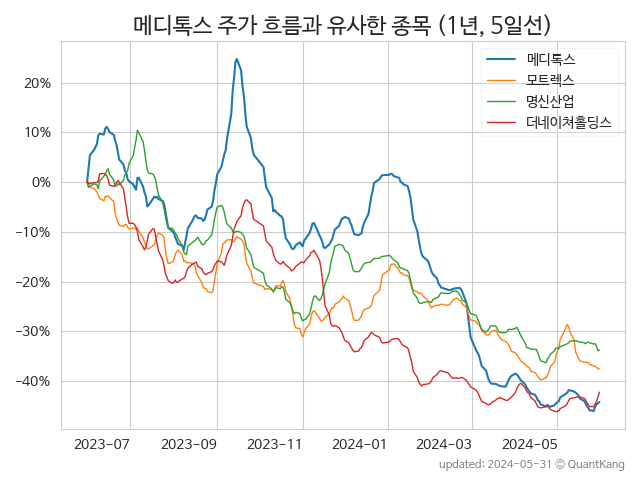 메디톡스 주가 흐름과 유사한 종목 (1년, 5일선)
메디톡스
모트렉스
명신산업
더네이쳐홀딩스
20%
10%
0%
−10%
−20%
−30%
−40%
2023-07
2023-09
2023-11
2024-01
2024-03
2024-05
updated: 2024-05-31 © QuantKang